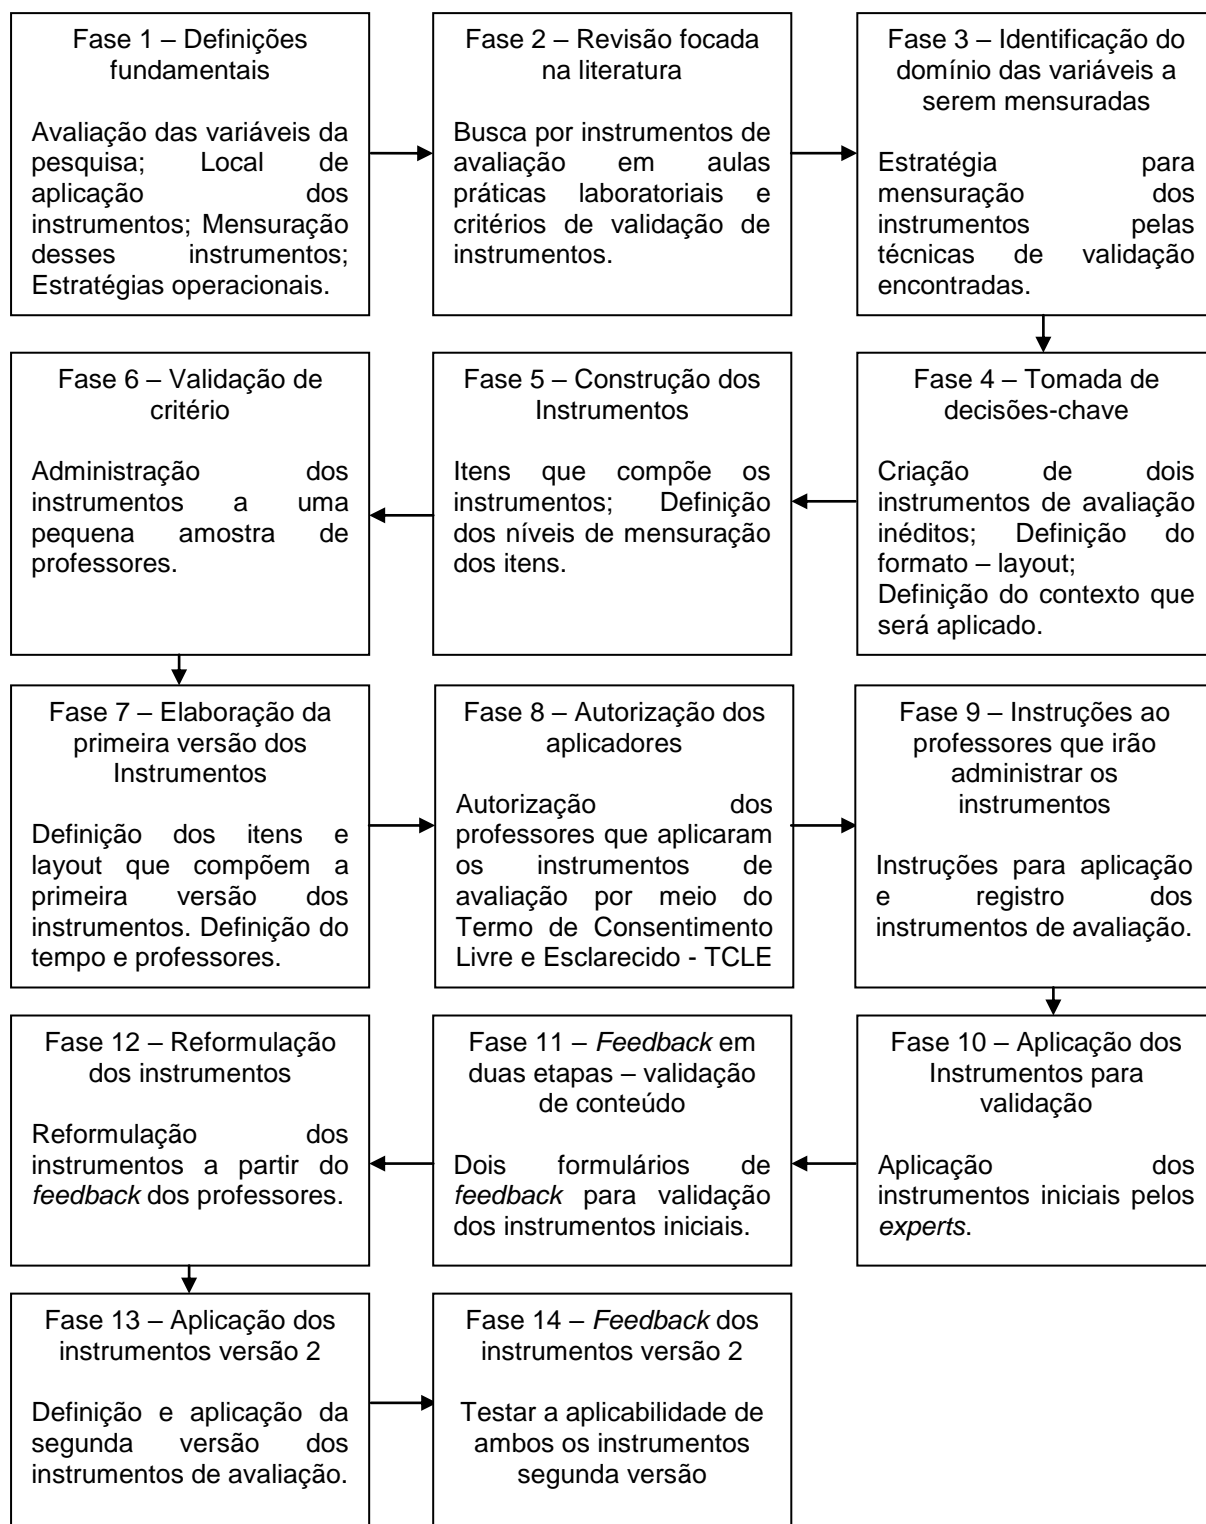 Fase 1 – Definições
fundamentais
Avaliação das variáveis da
pesquisa; Local de
aplicação dos
instrumentos; Mensuração
desses instrumentos;
Estratégias operacionais.
Fase 2 – Revisão focada
na literatura
Busca por instrumentos de
avaliação em aulas
práticas laboratoriais e
critérios de validação de
instrumentos.
Fase 3 – Identificação do
domínio das variáveis a
serem mensuradas
Estratégia para
mensuração dos
instrumentos pelas
técnicas de validação
encontradas.
Fase 4 – Tomada de
decisões-chave
Criação de dois
instrumentos de avaliação
inéditos; Definição do
formato – layout;
Definição do contexto que
será aplicado.
Fase 5 – Construção dos
Instrumentos
Itens que compõe os
instrumentos; Definição
dos níveis de mensuração
dos itens.
Fase 6 – Validação de
critério
Administração dos
instrumentos a uma
pequena amostra de
professores.
Fase 7 – Elaboração da
primeira versão dos
Instrumentos
Definição dos itens e
layout que compõem a
primeira versão dos
instrumentos. Definição do
tempo e professores.
Fase 8 – Autorização dos
aplicadores
Autorização dos
professores que aplicaram
os instrumentos de
avaliação por meio do
Termo de Consentimento
Livre e Esclarecido - TCLE
Fase 9 – Instruções ao
professores que irão
administrar os
instrumentos
Instruções para aplicação
e registro dos
instrumentos de avaliação.
Fase 10 – Aplicação dos
Instrumentos para
validação
Aplicação dos
instrumentos iniciais pelos
experts.
Fase 11 – Feedback em
duas etapas – validação
de conteúdo
Dois formulários de
feedback para validação
dos instrumentos iniciais.
Fase 12 – Reformulação
dos instrumentos
Reformulação dos
instrumentos a partir do
feedback dos professores.
Fase 13 – Aplicação dos
instrumentos versão 2
Definição e aplicação da
segunda versão dos
instrumentos de avaliação.
Fase 14 – Feedback dos
instrumentos versão 2
Testar a aplicabilidade de
ambos os instrumentos
segunda versão